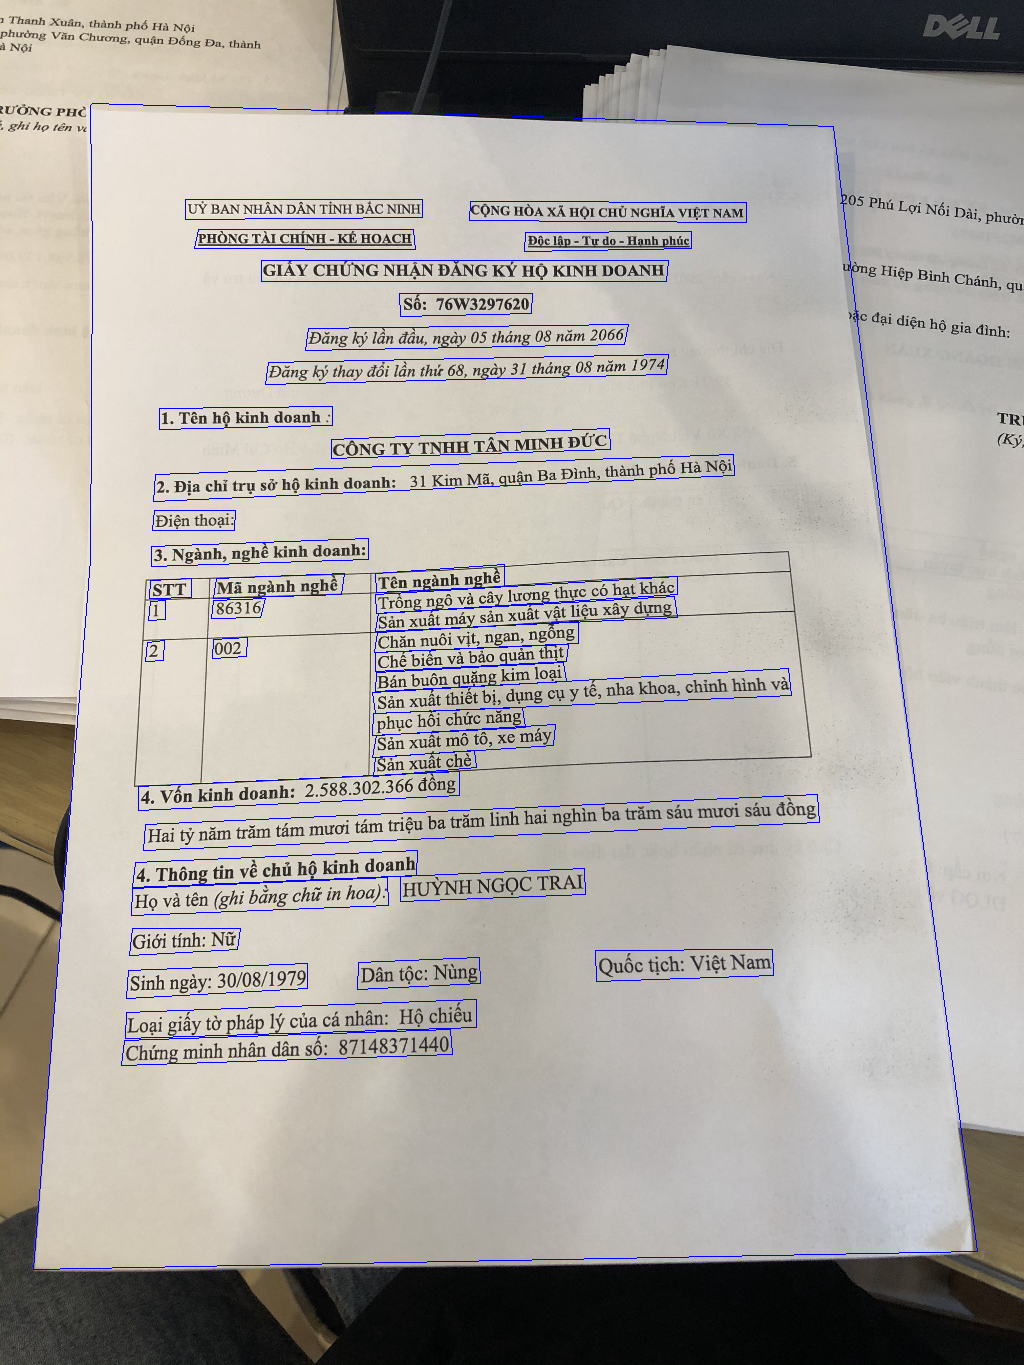 n Thanh Xuân, thành phố Hà Nội
phường Văn Chương, quận Đống Đa, thành
à Nội
RƯỞNG PHÒ
, ghi họ tên và
DELL
205 Phú Lợi Nối Dài, phườn
ường Hiệp Bình Chánh, qu
oặc đại diện hộ gia đình:
TRƯ
(Ký,
UỶ BAN NHÂN DÂN TỈNH BẮC NINH
CỘNG HÒA XÃ HỘI CHỦ NGHĨA VIỆT NAM
PHÒNG TÀI CHÍNH - KẾ HOẠCH
Độc lập - Tự do - Hạnh phúc
GIẤY CHỨNG NHẬN ĐĂNG KÝ HỘ KINH DOANH
Số: 76W3297620
Đăng ký lần đầu, ngày 05 tháng 08 năm 2066
Đăng ký thay đổi lần thứ 68, ngày 31 tháng 08 năm 1974
1. Tên hộ kinh doanh :
CÔNG TY TNHH TÂN MINH ĐỨC
2. Địa chỉ trụ sở hộ kinh doanh: 31 Kim Mã, quận Ba Đình, thành phố Hà Nội
Điện thoại:
3. Ngành, nghề kinh doanh:
STT Mã ngành nghề Tên ngành nghề
1 86316 Trồng ngô và cây lương thực có hạt khác
Sản xuất máy sản xuất vật liệu xây dựng
2 002 Chăn nuôi vịt, ngan, ngỗng
Chế biến và bảo quản thịt
Bán buôn quặng kim loại
Sản xuất thiết bị, dụng cụ y tế, nha khoa, chỉnh hình và
phục hồi chức năng
Sản xuất mô tô, xe máy
Sản xuất chè
4. Vốn kinh doanh: 2.588.302.366 đồng
Hai tỷ năm trăm tám mươi tám triệu ba trăm linh hai nghìn ba trăm sáu mươi sáu đồng
4. Thông tin về chủ hộ kinh doanh
Họ và tên (ghi bằng chữ in hoa): HUỲNH NGỌC TRAI
Giới tính: Nữ
Sinh ngày: 30/08/1979 Dân tộc: Nùng Quốc tịch: Việt Nam
Loại giấy tờ pháp lý của cá nhân: Hộ chiếu
Chứng minh nhân dân số: 87148371440